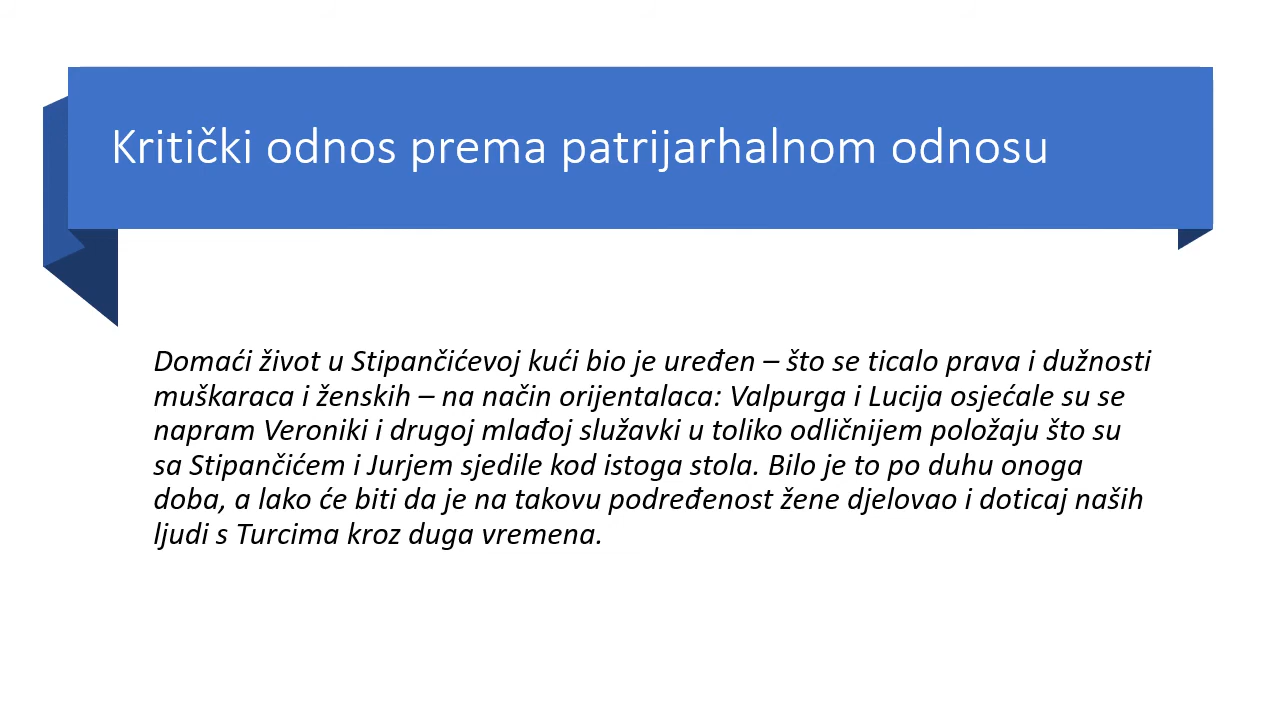 Kritički odnos prema patrijarhalnom odnosu
Domaći život u Stipančićevoj kući bio je uređen – što se ticalo prava i dužnosti
muškaraca i ženskih – na način orijentalaca: Valpurga i Lucija osjećale su se
napram Veroniki i drugoj mlađoj služavki u toliko odličnijem položaju što su
sa Stipančićem i Jurjem sjedile kod istoga stola. Bilo je to po duhu onoga
doba, a lako će biti da je na takovu podređenost žene djelovao i doticaj naših
ljudi s Turcima kroz duga vremena.